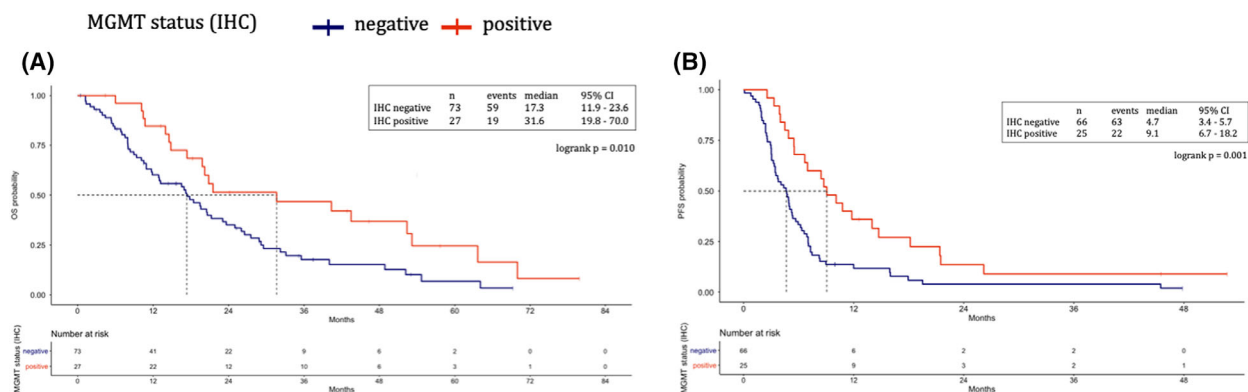 MGMT status (IHC) negative positive
(A)
n events median 95% CI
IHC negative 73 59 17.3 11.9 - 23.6
IHC positive 27 19 31.6 19.8 - 70.0
logrank p = 0.010
OS probability
1.00
0.75
0.50
0.25
0.00
0 12 24 36 48 60 72 84
Months
Number at risk
MGMT status (IHC)
negative 73 41 22 9 6 2 0 0
positive 27 22 12 10 6 3 1 0
0 12 24 36 48 60 72 84
Months
(B)
n events median 95% CI
IHC negative 66 63 4.7 3.4 - 5.7
IHC positive 25 22 9.1 6.7 - 18.2
logrank p = 0.001
PFS probability
1.00
0.75
0.50
0.25
0.00
0 12 24 36 48
Months
Number at risk
MGMT status (IHC)
negative 66 6 2 2 0
positive 25 9 3 2 1
0 12 24 36 48
Months